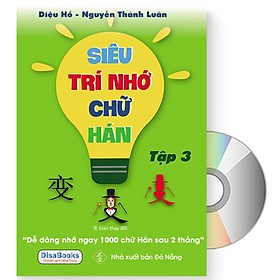 Diệu Hồ - Nguyễn Thành Luân
SIÊU
TRÍ NHỚ
CHỮ
HÁN
Tập 3
变
"Dễ dàng nhớ ngay 1000 chữ Hán sau 2 tháng"
DisaBooks
Nhà xuất bản Đà Nẵng